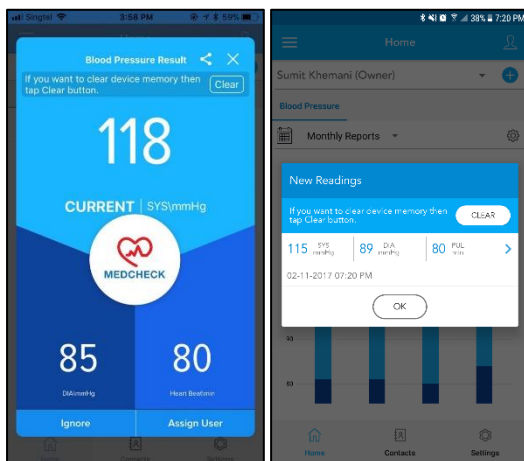 Singtel
3:58 PM
59%
Blood Pressure Result
If you want to clear device memory then
tap Clear button.
Clear
118
CURRENT | SYS\mmHg
MEDCHECK
85
DIA\mmHg
80
Heart Beat\min
Ignore
Assign User
38% 7:20 PM
Home
Sumit Khemani (Owner)
Blood Pressure
Monthly Reports
New Readings
If you want to clear device memory then
tap Clear button.
CLEAR
115 SYS mmHg
89 DIA mmHg
80 PUL /min
02-11-2017 07:20 PM
OK
Home
Contacts
Settings